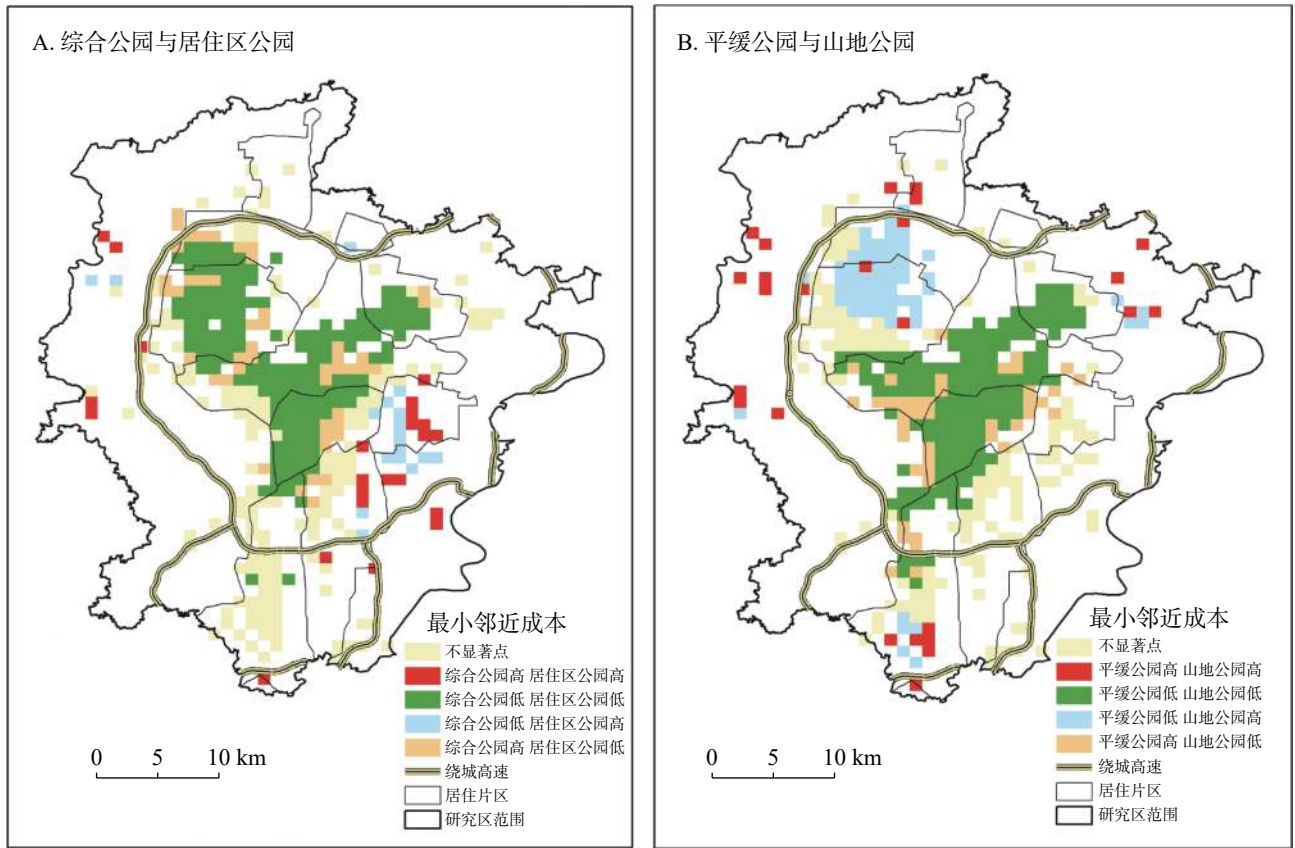 A. 综合公园与居住区公园
最小邻近成本
不显著点
综合公园高 居住区公园高
综合公园低 居住区公园低
综合公园低 居住区公园高
综合公园高 居住区公园低
绕城高速
居住片区
研究区范围
0 5 10 km
B. 平缓公园与山地公园
最小邻近成本
不显著点
平缓公园高 山地公园高
平缓公园低 山地公园低
平缓公园低 山地公园高
平缓公园高 山地公园低
绕城高速
居住片区
研究区范围
0 5 10 km